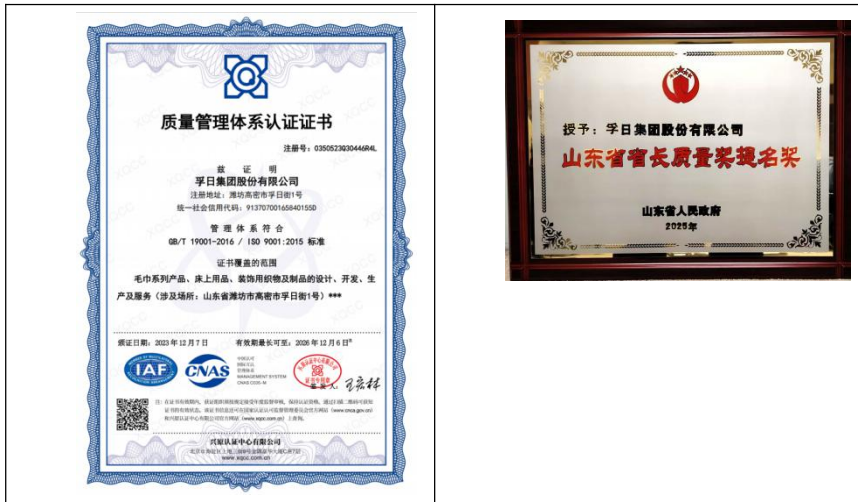 质量管理体系认证证书
注册号：0350523Q30446R4L
兹 证 明
孚日集团股份有限公司
注册地址：潍坊高密市孚日街1号
统一社会信用代码：91370700165840155D
管 理 体 系 符 合
GB/T 19001-2016 / ISO 9001:2015 标准
证书覆盖的范围
毛巾系列产品、床上用品、装饰用织物及制品的设计、开发、生
产及服务（涉及场所：山东省潍坊市高密市孚日街1号）***
颁证日期：2023年12月7日 有效期最长可至：2026年12月6日
IAF
CNAS
MANAGEMENT SYSTEM
兴原认证中心有限公司
www.xqcc.com.cn
授予：孚日集团股份有限公司
山东省省长质量奖提名奖
山东省人民政府
2025年